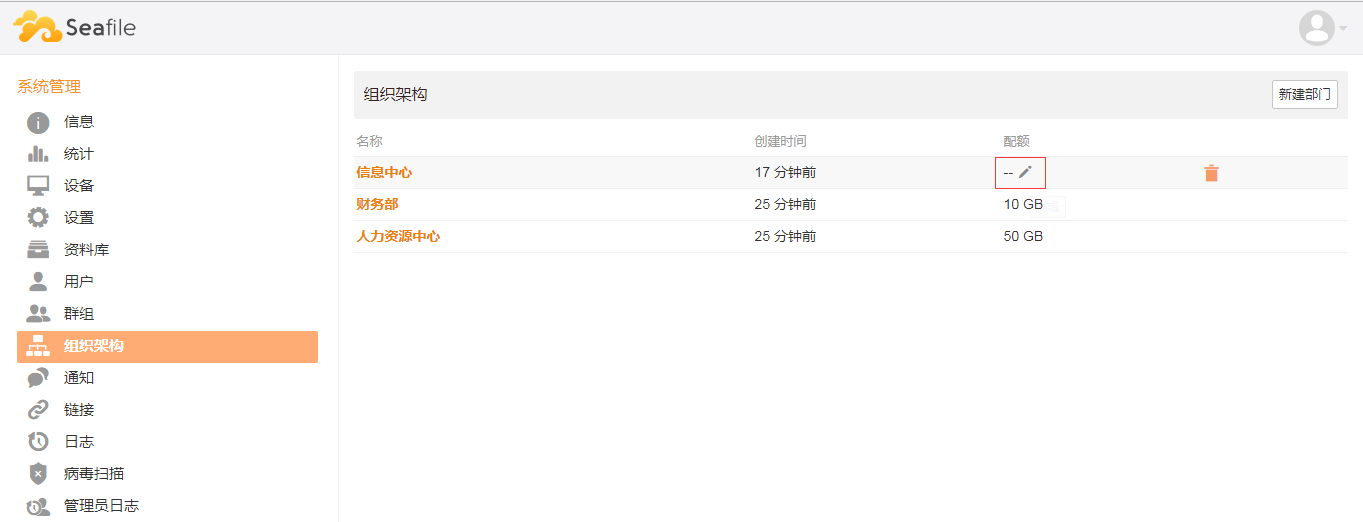 Seafile
系统管理
信息
统计
设备
设置
资料库
用户
群组
组织架构
通知
链接
日志
病毒扫描
管理员日志
组织架构 新建部门
名称 创建时间 配额
信息中心 17 分钟前 --
财务部 25 分钟前 10 GB
人力资源中心 25 分钟前 50 GB